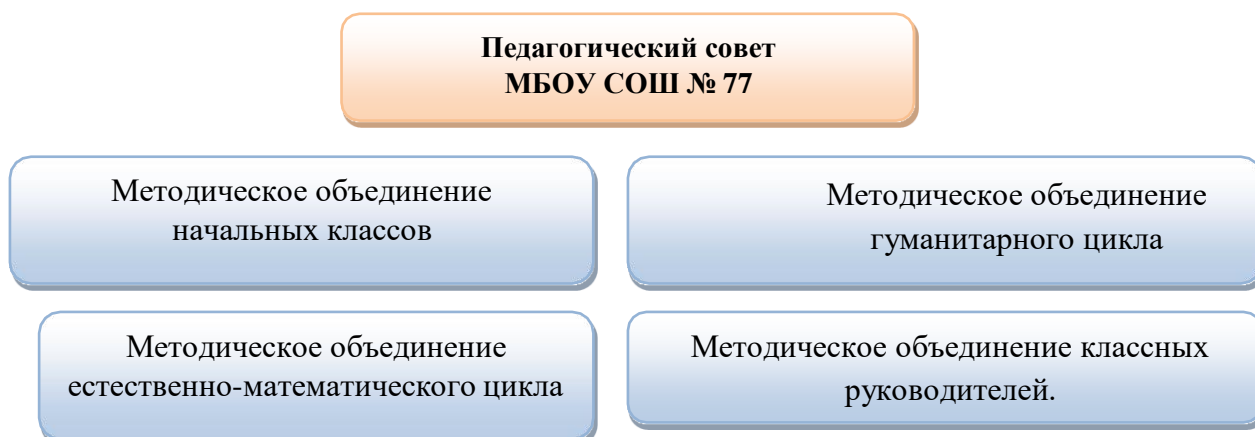 Педагогический совет
МБОУ СОШ № 77
Методическое объединение
начальных классов
Методическое объединение
гуманитарного цикла
Методическое объединение
естественно-математического цикла
Методическое объединение классных
руководителей.